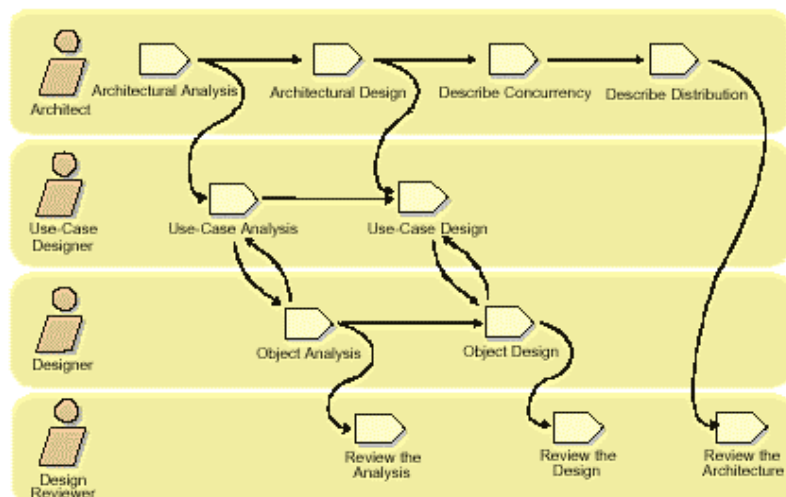 Architect
Architectural Analysis
Architectural Design
Describe Concurrency
Describe Distribution
Use-Case
Designer
Use-Case Analysis
Use-Case Design
Designer
Object Analysis
Object Design
Design
Reviewer
Review the
Analysis
Review the
Design
Review the
Architecture